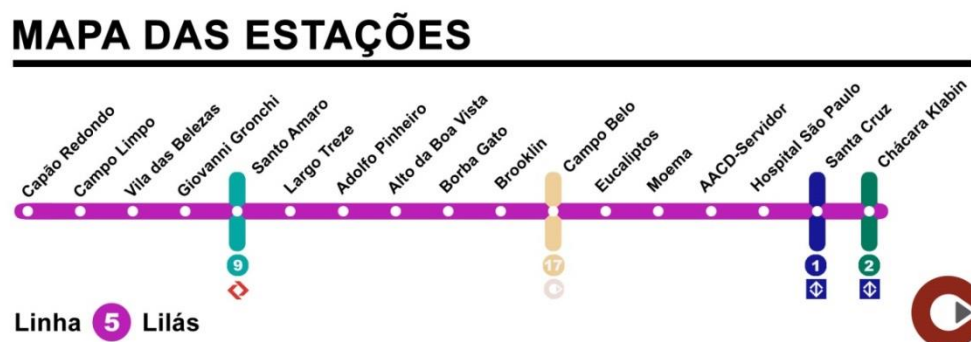 MAPA DAS ESTAÇÕES
Capão Redondo
Campo Limpo
Vila das Belezas
Giovanni Gronchi
Santo Amaro
Largo Treze
Adolfo Pinheiro
Alto da Boa Vista
Borba Gato
Brooklin
Campo Belo
Eucaliptos
Moema
AACD-Servidor
Hospital São Paulo
Santa Cruz
Chácara Klabin
9
17
1
2
Linha 5 Lilás